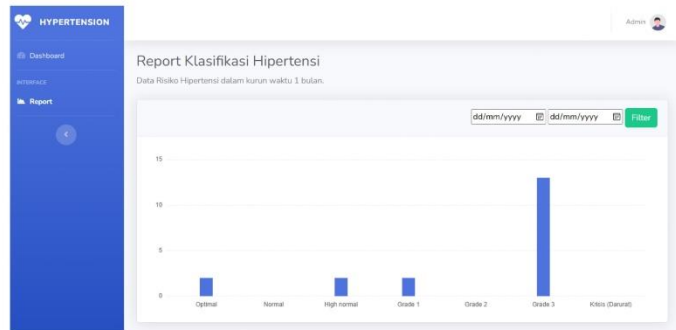 HYPERTENSION
Admin
Dashboard
INTERFACE
Report
Report Klasifikasi Hipertensi
Data Risiko Hipertensi dalam kurun waktu 1 bulan.
dd/mm/yyyy dd/mm/yyyy Filter
15
10
5
0
Optimal Normal High normal Grade 1 Grade 2 Grade 3 Krisis (Darurat)